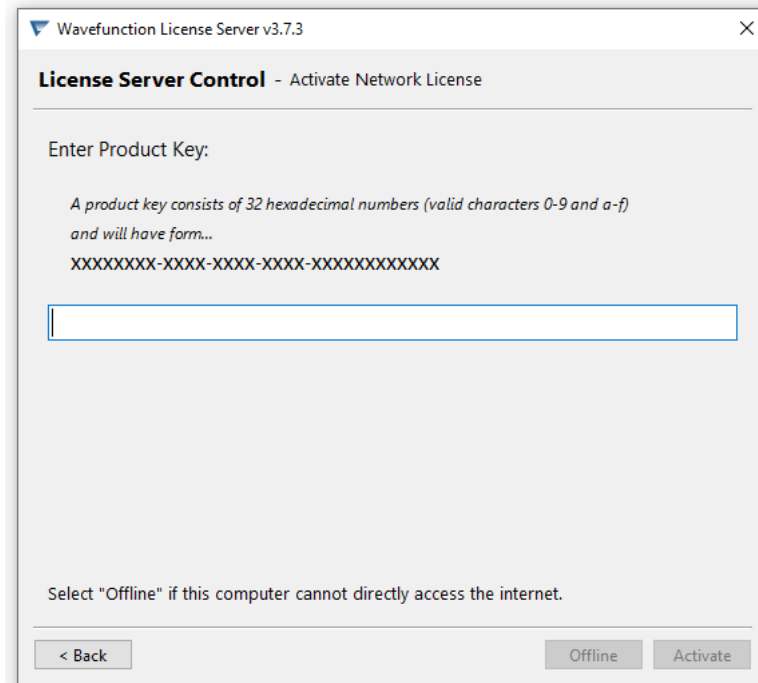 Wavefunction License Server v3.7.3
License Server Control - Activate Network License
Enter Product Key:
A product key consists of 32 hexadecimal numbers (valid characters 0-9 and a-f)
and will have form...
XXXXXXXX-XXXX-XXXX-XXXX-XXXXXXXXXXXX
Select "Offline" if this computer cannot directly access the internet.
< Back Offline Activate